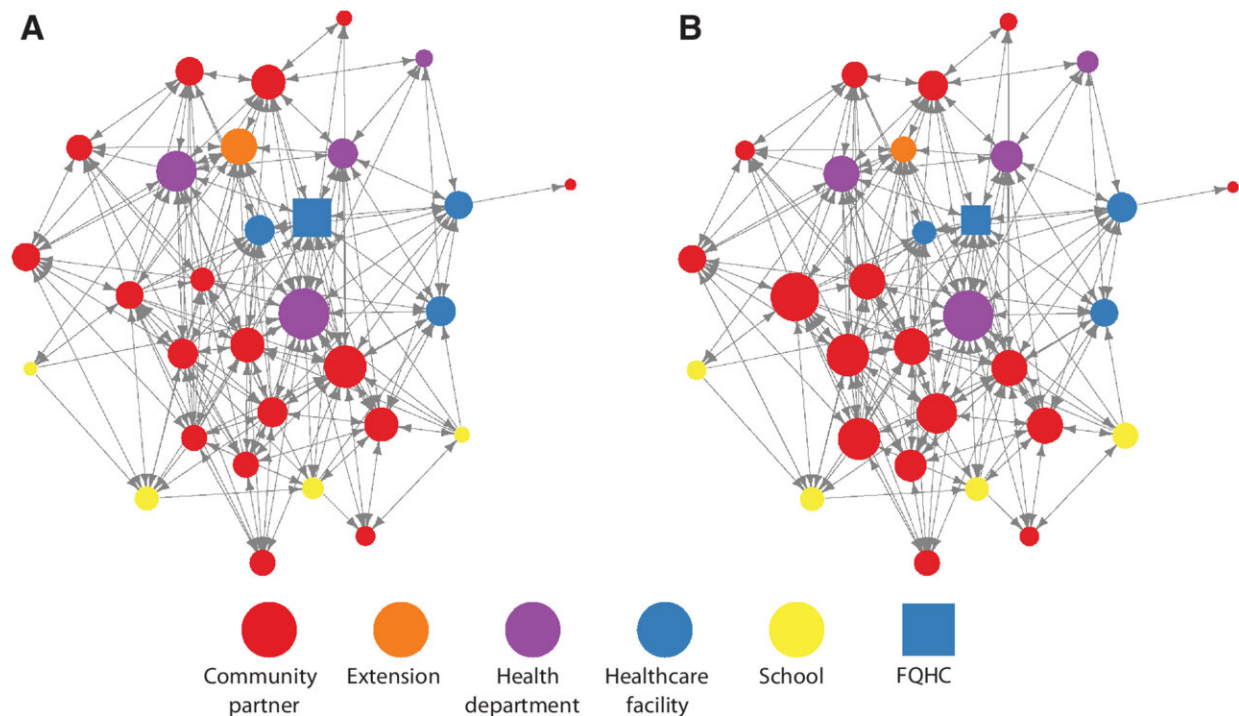 A
B
Community
partner
Extension
Health
department
Healthcare
facility
School
FQHC